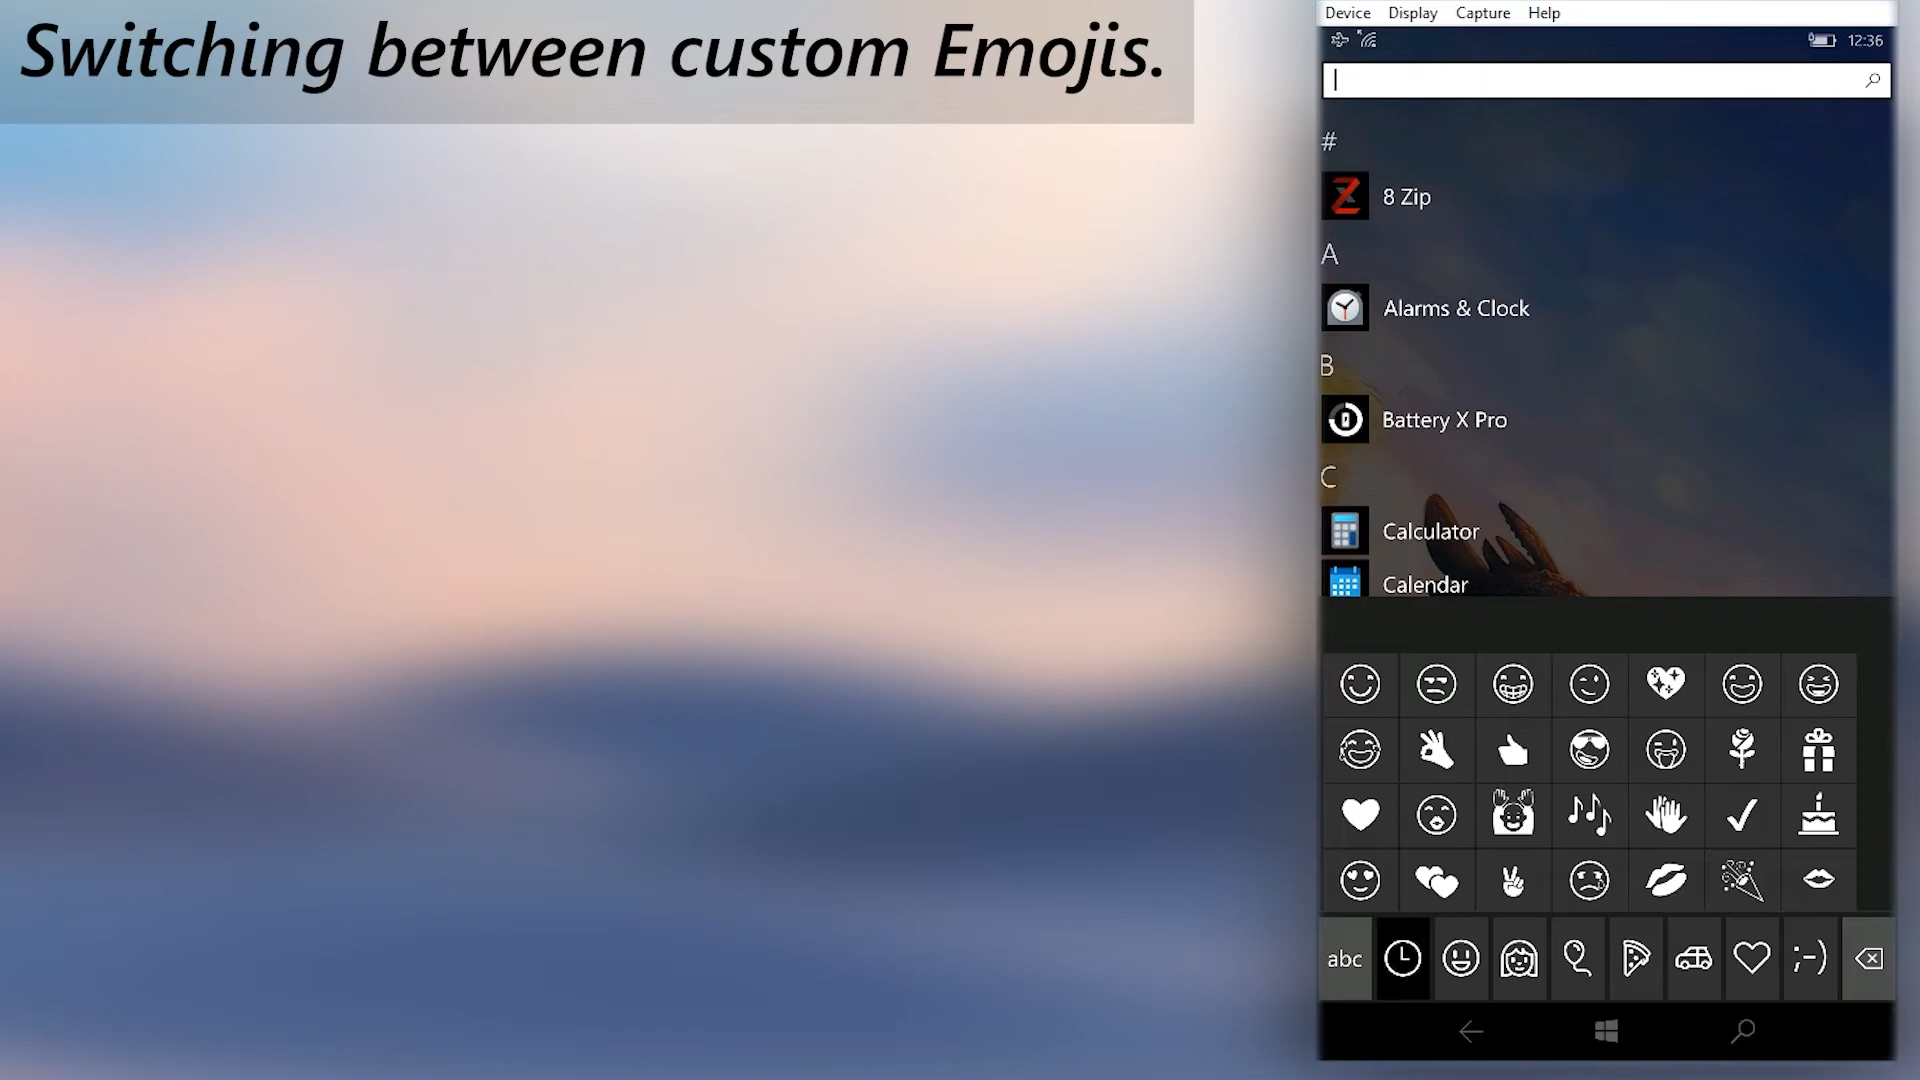 Switching between custom Emojis.
Device Display Capture Help
12:36
#
8 Zip
A
Alarms & Clock
B
Battery X Pro
C
Calculator
Calendar
abc ;-)